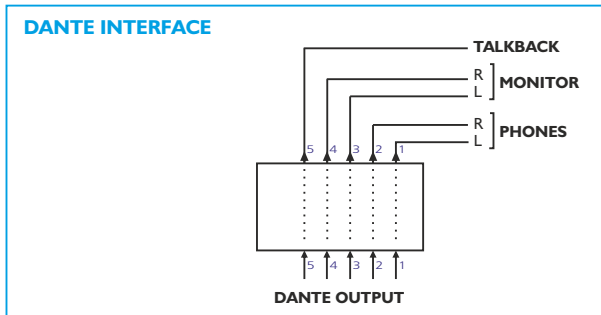 DANTE INTERFACE
TALKBACK
R
MONITOR
L
R
PHONES
L
5 4 3 2 1
5 4 3 2 1
DANTE OUTPUT